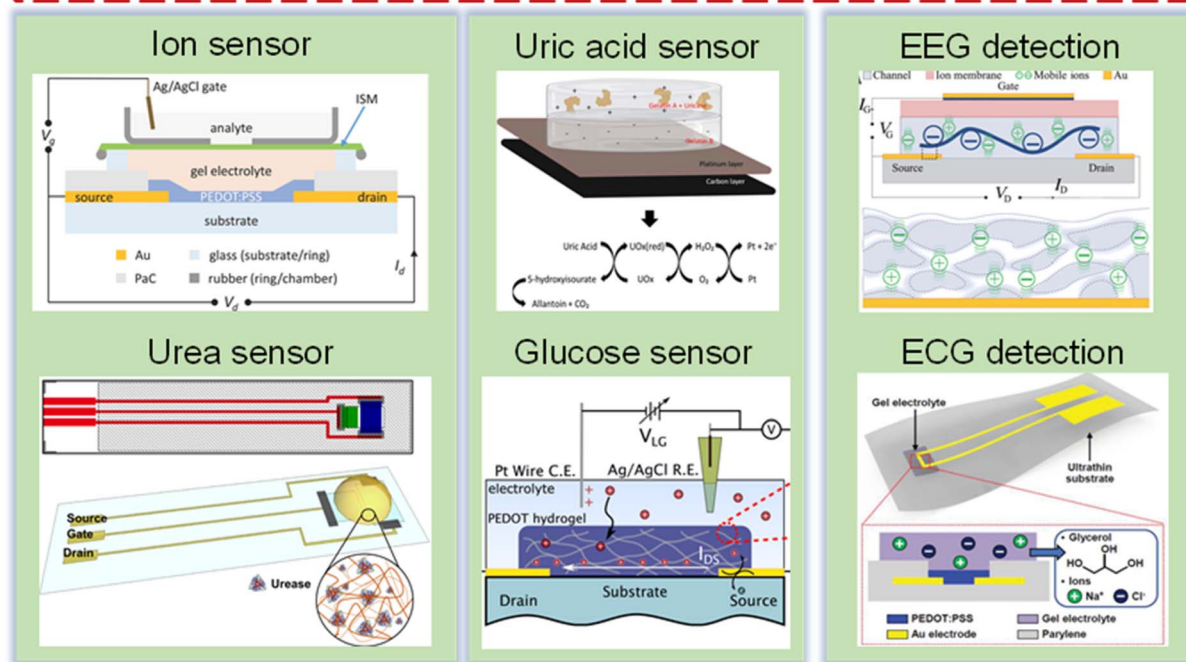 Ion sensor
Ag/AgCl gate
ISM
analyte
V_g
gel electrolyte
source
PEDOT:PSS
drain
substrate
Au
glass (substrate/ring)
PaC
rubber (ring/chamber)
I_d
V_d
Uric acid sensor
Gelatin A + Uricase
Gelatin B
Platinum layer
Carbon layer
Uric Acid
UOx(red)
H₂O₂
Pt + 2e⁻
5-hydroxyisourate
UOx
O₂
Pt
Allantoin + CO₂
EEG detection
Channel
Ion membrane
Mobile ions
Au
Gate
I_G
V_G
Source
Drain
V_D
I_D
Urea sensor
Source
Gate
Drain
Urease
Glucose sensor
V_LG
V
Pt Wire C.E.
Ag/AgCl R.E.
electrolyte
PEDOT hydrogel
I_DS
Drain
Substrate
Source
ECG detection
Gel electrolyte
Ultrathin
substrate
• Glycerol
OH
HO
OH
• Ions
Na⁺
Cl⁻
PEDOT:PSS
Gel electrolyte
Au electrode
Parylene